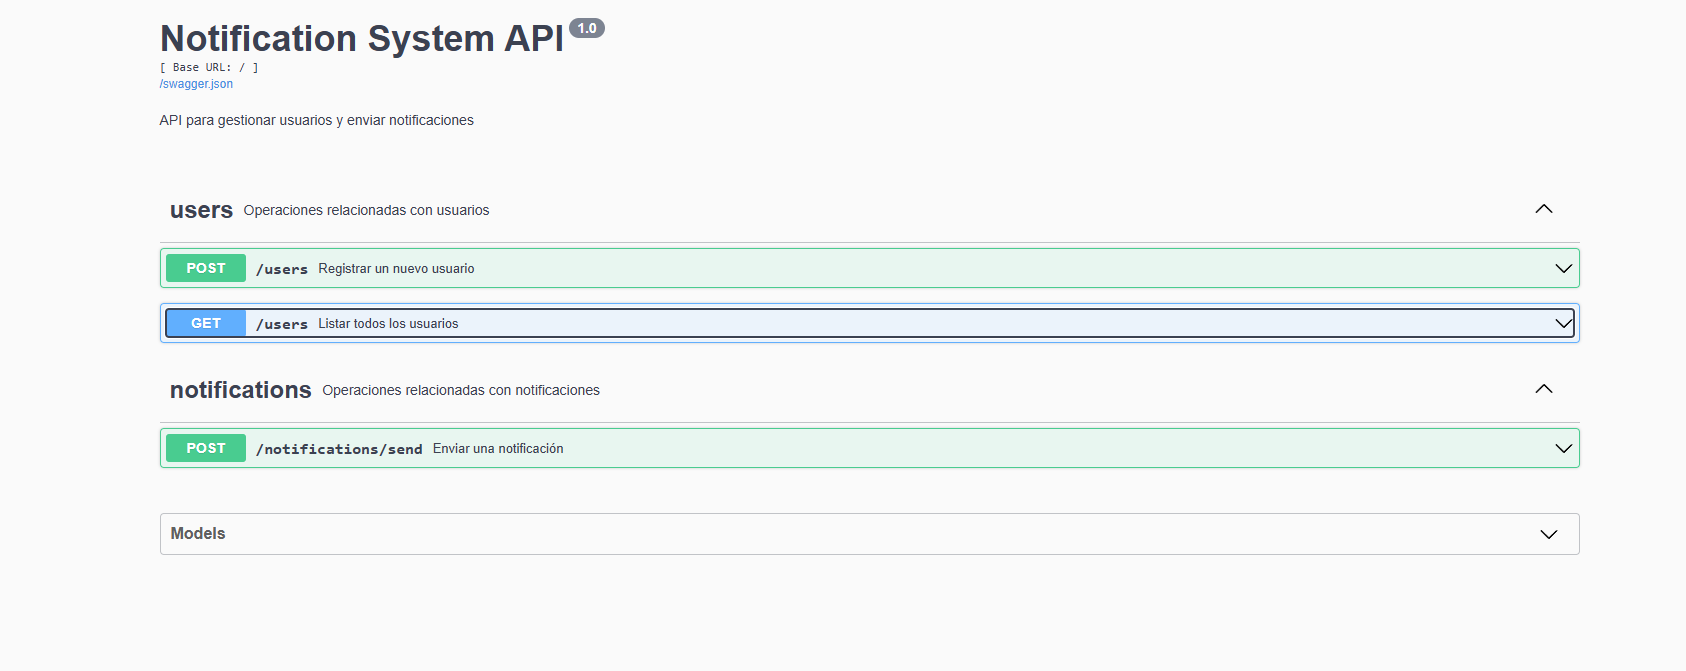 Notification System API 1.0
[ Base URL: / ]
/swagger.json
API para gestionar usuarios y enviar notificaciones
users Operaciones relacionadas con usuarios
POST /users Registrar un nuevo usuario
GET /users Listar todos los usuarios
notifications Operaciones relacionadas con notificaciones
POST /notifications/send Enviar una notificación
Models